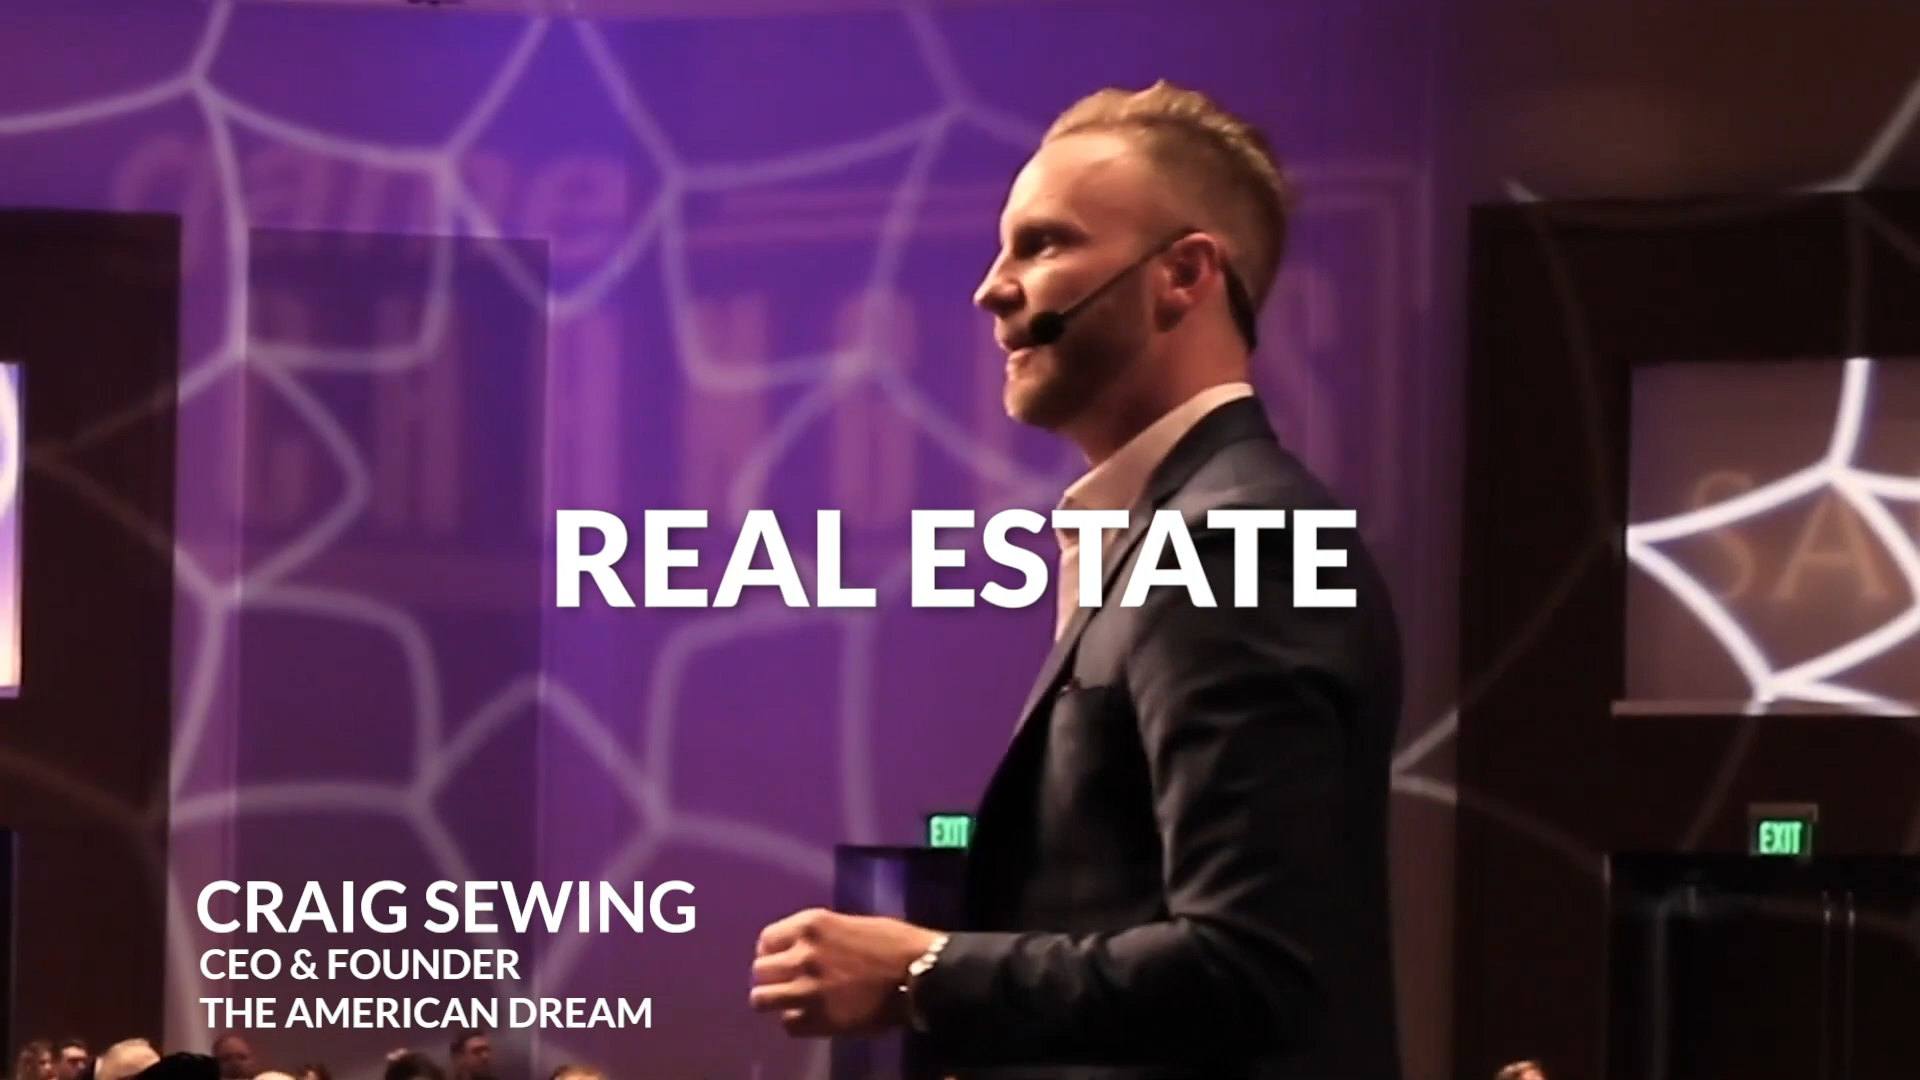 REAL ESTATE
EXIT
EXIT
CRAIG SEWING
CEO & FOUNDER
THE AMERICAN DREAM